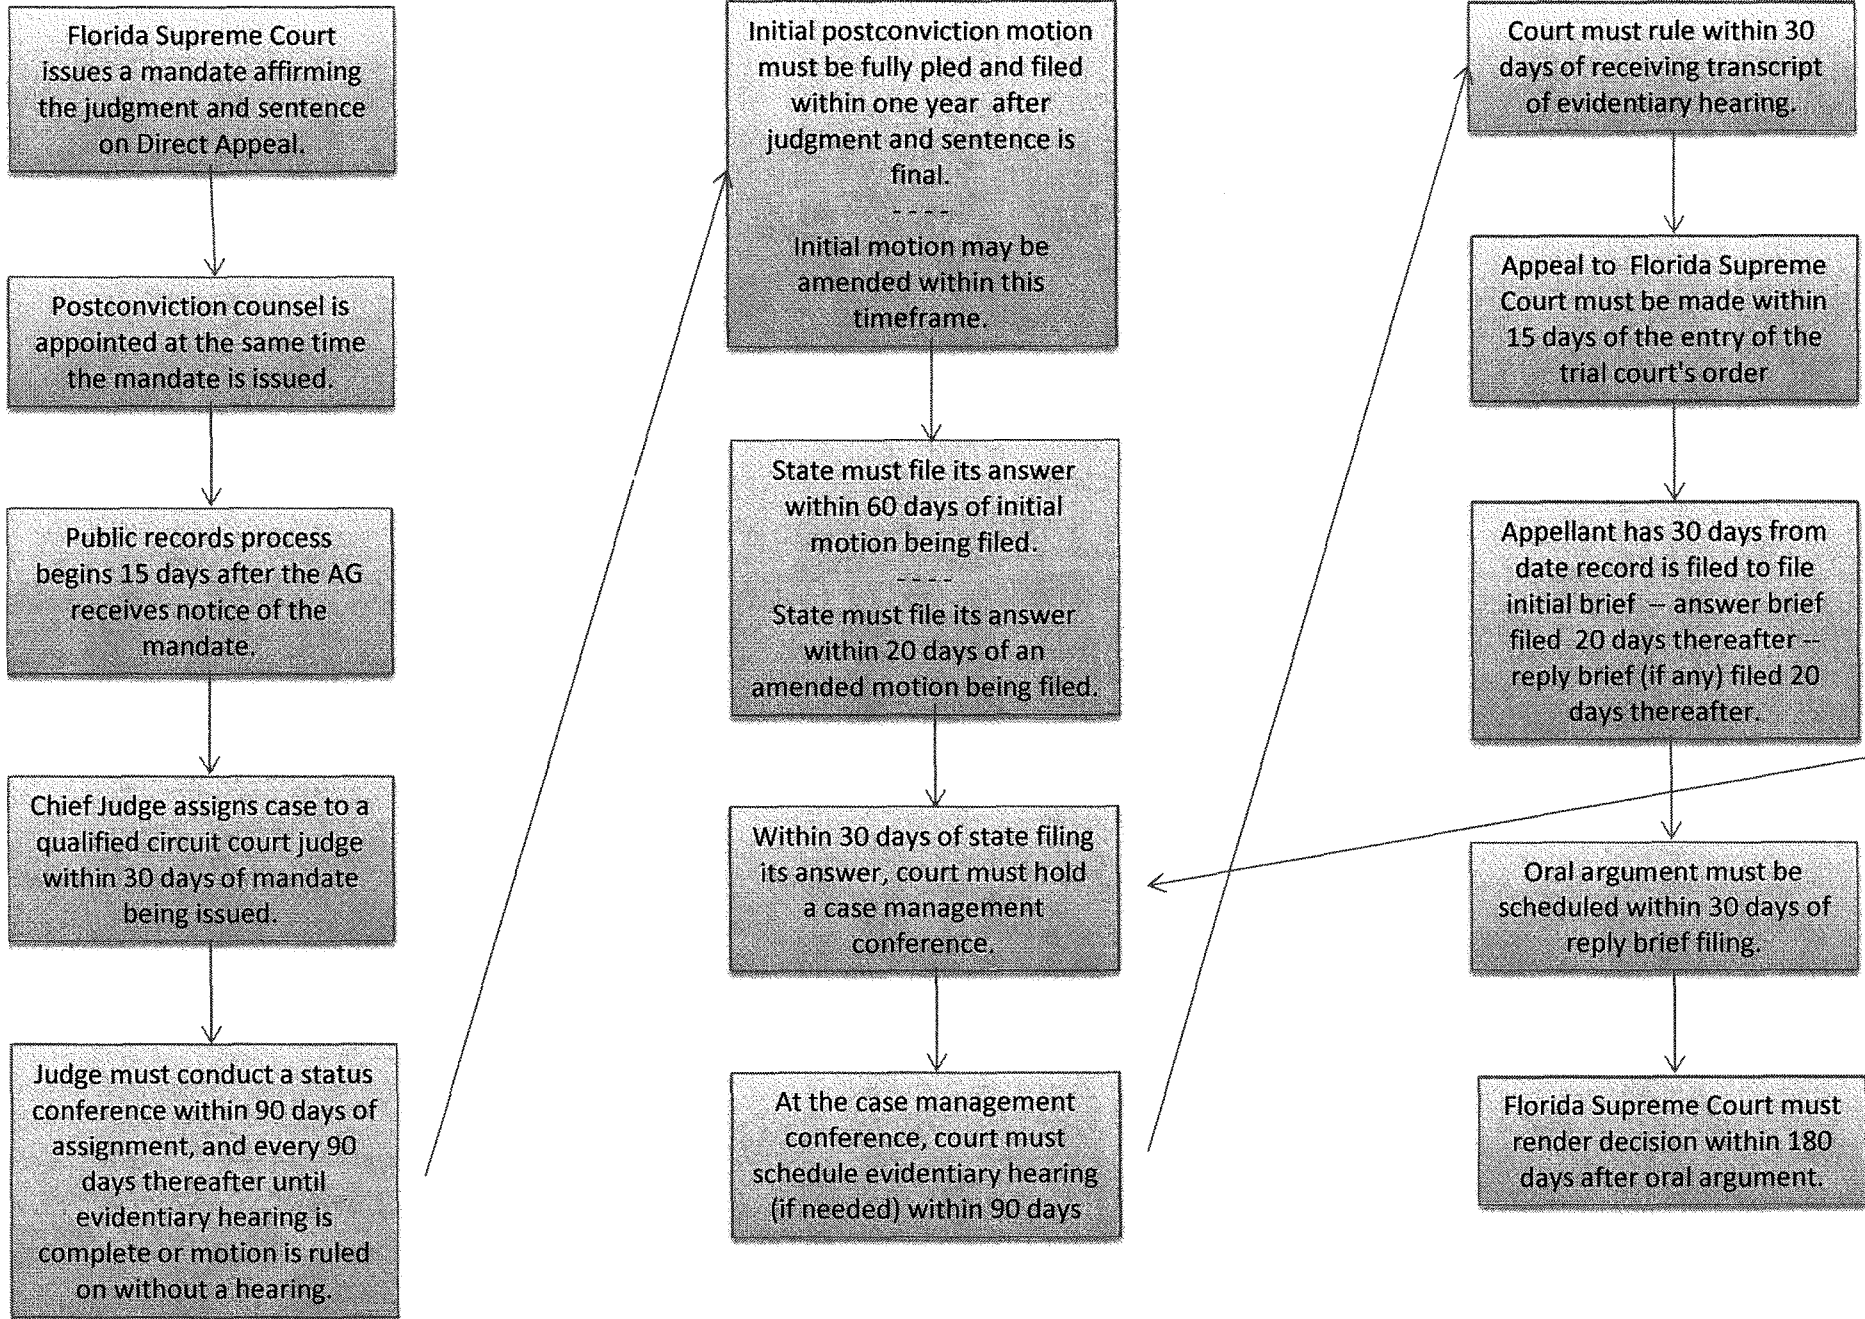 Florida Supreme Court
issues a mandate affirming
the judgment and sentence
on Direct Appeal.
Postconviction counsel is
appointed at the same time
the mandate is issued.
Public records process
begins 15 days after the AG
receives notice of the
mandate.
Chief Judge assigns case to a
qualified circuit court judge
within 30 days of mandate
being issued.
Judge must conduct a status
conference within 90 days of
assignment, and every 90
days thereafter until
evidentiary hearing is
complete or motion is ruled
on without a hearing.
Initial postconviction motion
must be fully pled and filed
within one year after
judgment and sentence is
final.
- - - -
Initial motion may be
amended within this
timeframe.
State must file its answer
within 60 days of initial
motion being filed.
- - - -
State must file its answer
within 20 days of an
amended motion being filed.
Within 30 days of state filing
its answer, court must hold
a case management
conference.
At the case management
conference, court must
schedule evidentiary hearing
(if needed) within 90 days
Court must rule within 30
days of receiving transcript
of evidentiary hearing.
Appeal to Florida Supreme
Court must be made within
15 days of the entry of the
trial court's order
Appellant has 30 days from
date record is filed to file
initial brief -- answer brief
filed 20 days thereafter --
reply brief (if any) filed 20
days thereafter.
Oral argument must be
scheduled within 30 days of
reply brief filing.
Florida Supreme Court must
render decision within 180
days after oral argument.